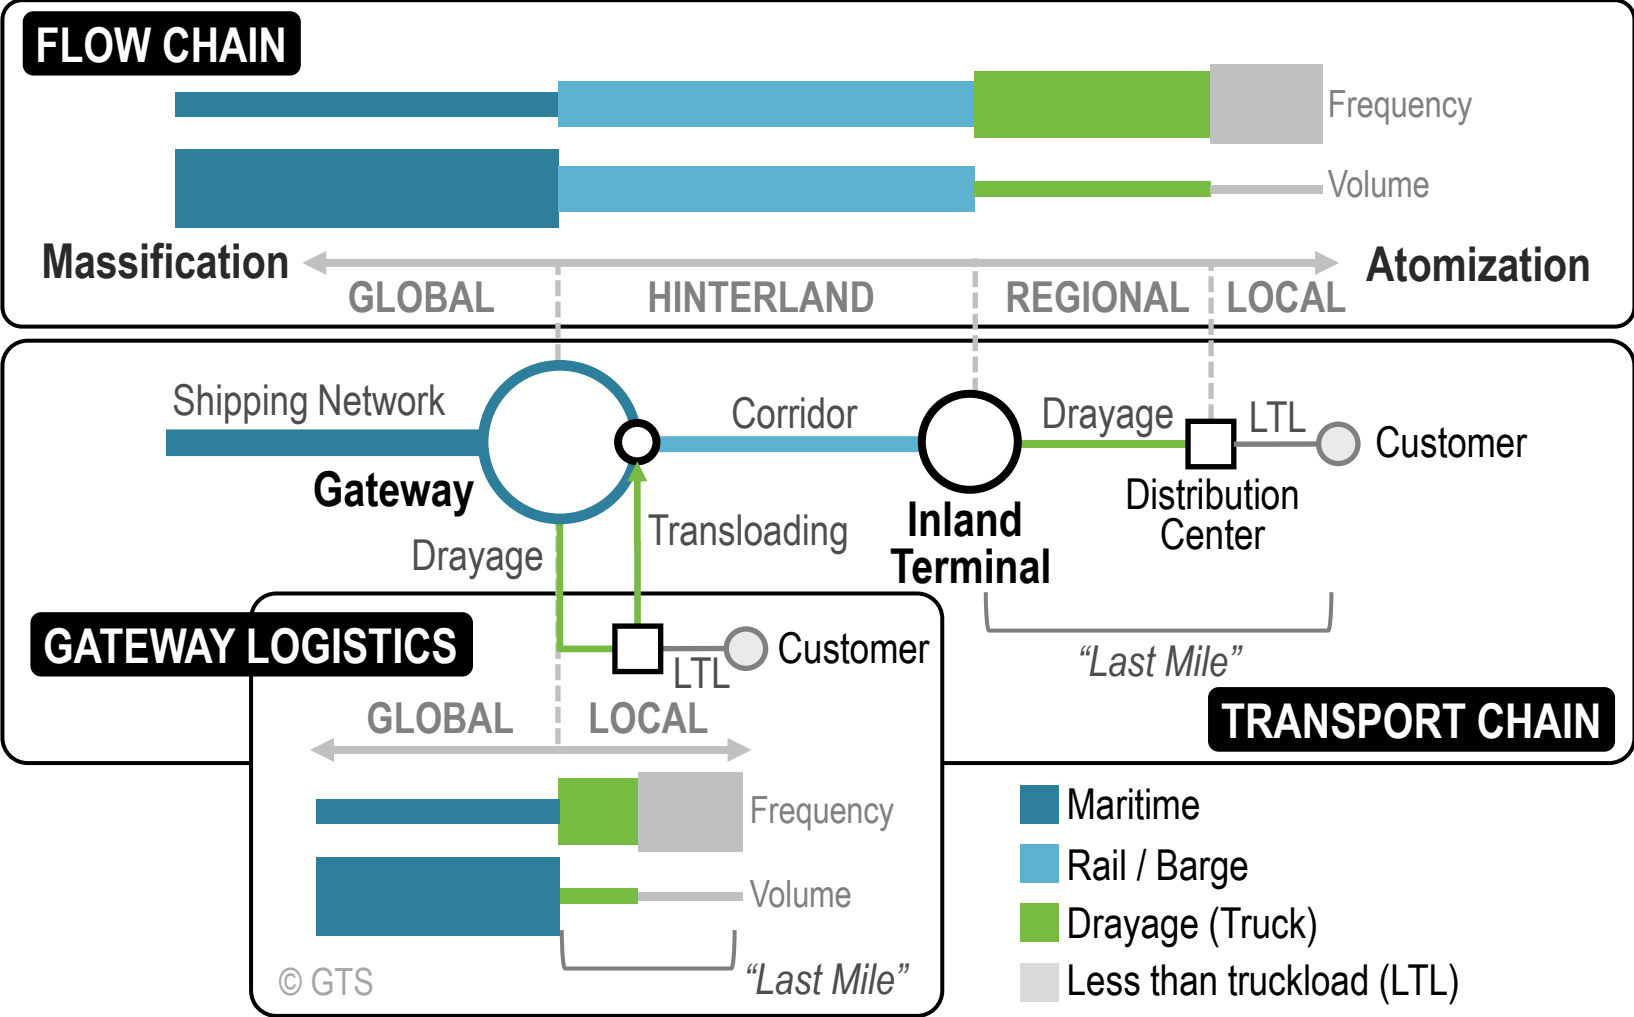 FLOW CHAIN
Frequency
Volume
Massification
Atomization
GLOBAL
HINTERLAND
REGIONAL
LOCAL
Shipping Network
Corridor
Drayage
LTL
Customer
Gateway
Inland
Terminal
Distribution
Center
Drayage
Transloading
GATEWAY LOGISTICS
Customer
LTL
"Last Mile"
TRANSPORT CHAIN
GLOBAL
LOCAL
Frequency
Volume
"Last Mile"
© GTS
Maritime
Rail / Barge
Drayage (Truck)
Less than truckload (LTL)